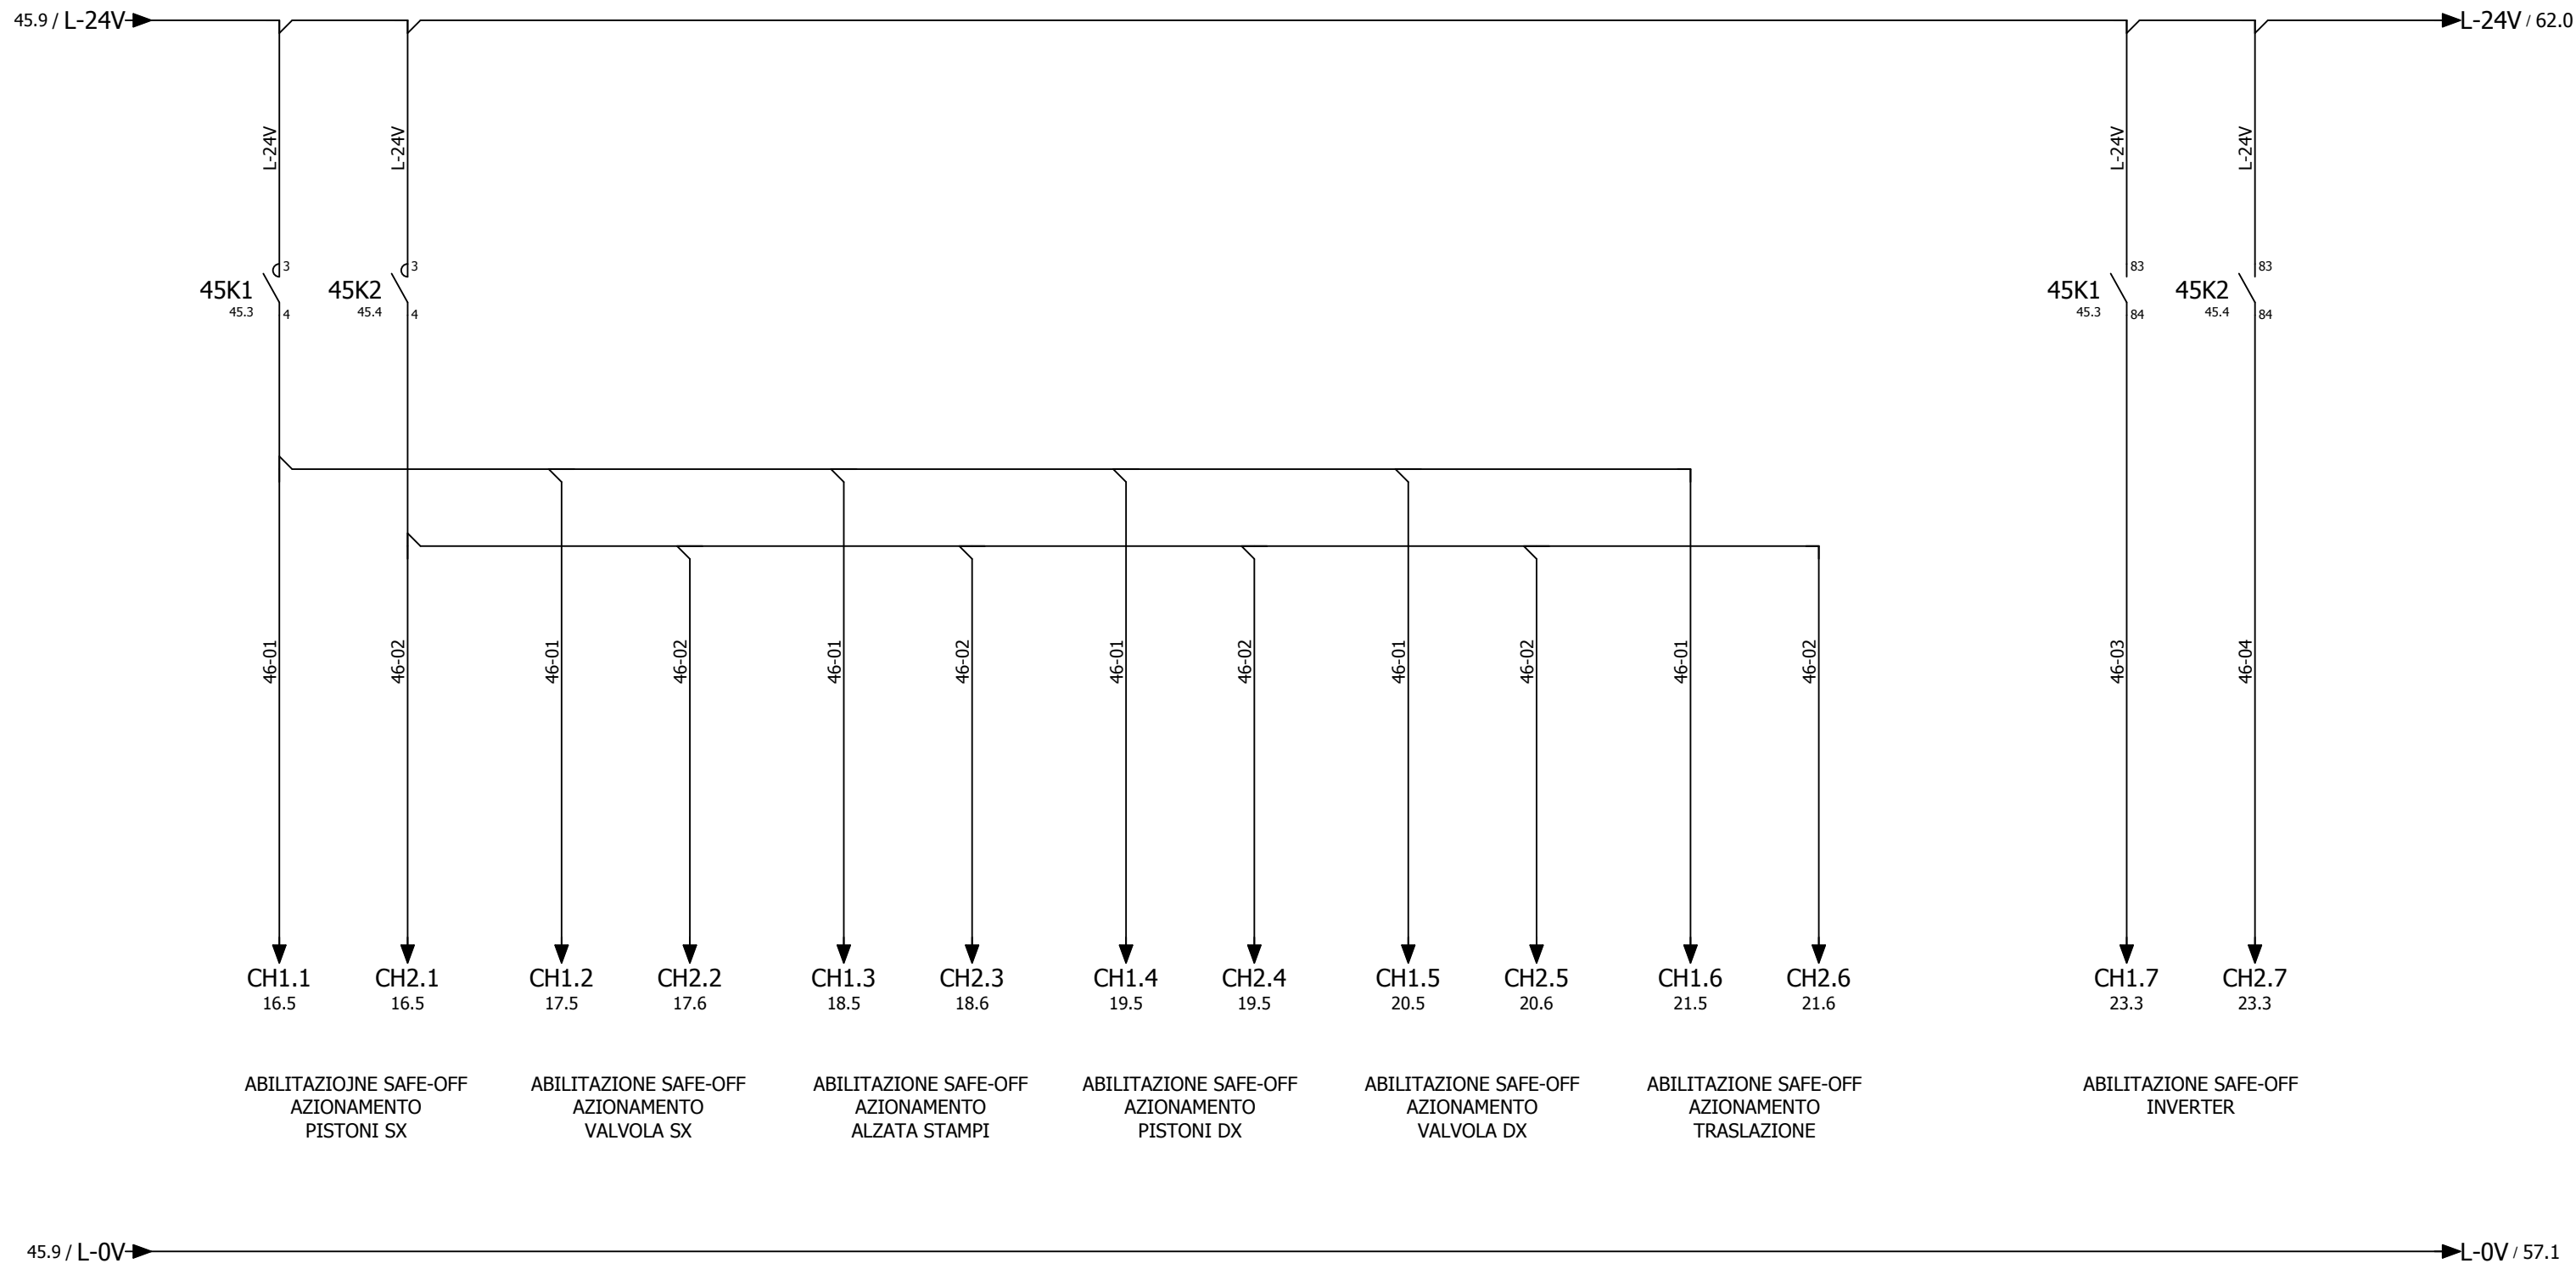 45.9 / L-24V
L-24V / 62.0
L-24V
L-24V
L-24V
L-24V
3
45K1
45.3
4
3
45K2
45.4
4
83
45K1
45.3
84
83
45K2
45.4
84
46-01
46-02
46-01
46-02
46-01
46-02
46-01
46-02
46-01
46-02
46-01
46-02
46-03
46-04
CH1.1
16.5
CH2.1
16.5
CH1.2
17.5
CH2.2
17.6
CH1.3
18.5
CH2.3
18.6
CH1.4
19.5
CH2.4
19.5
CH1.5
20.5
CH2.5
20.6
CH1.6
21.5
CH2.6
21.6
CH1.7
23.3
CH2.7
23.3
ABILITAZIOJNE SAFE-OFF
AZIONAMENTO
PISTONI SX
ABILITAZIONE SAFE-OFF
AZIONAMENTO
VALVOLA SX
ABILITAZIONE SAFE-OFF
AZIONAMENTO
ALZATA STAMPI
ABILITAZIONE SAFE-OFF
AZIONAMENTO
PISTONI DX
ABILITAZIONE SAFE-OFF
AZIONAMENTO
VALVOLA DX
ABILITAZIONE SAFE-OFF
AZIONAMENTO
TRASLAZIONE
ABILITAZIONE SAFE-OFF
INVERTER
45.9 / L-0V
L-0V / 57.1